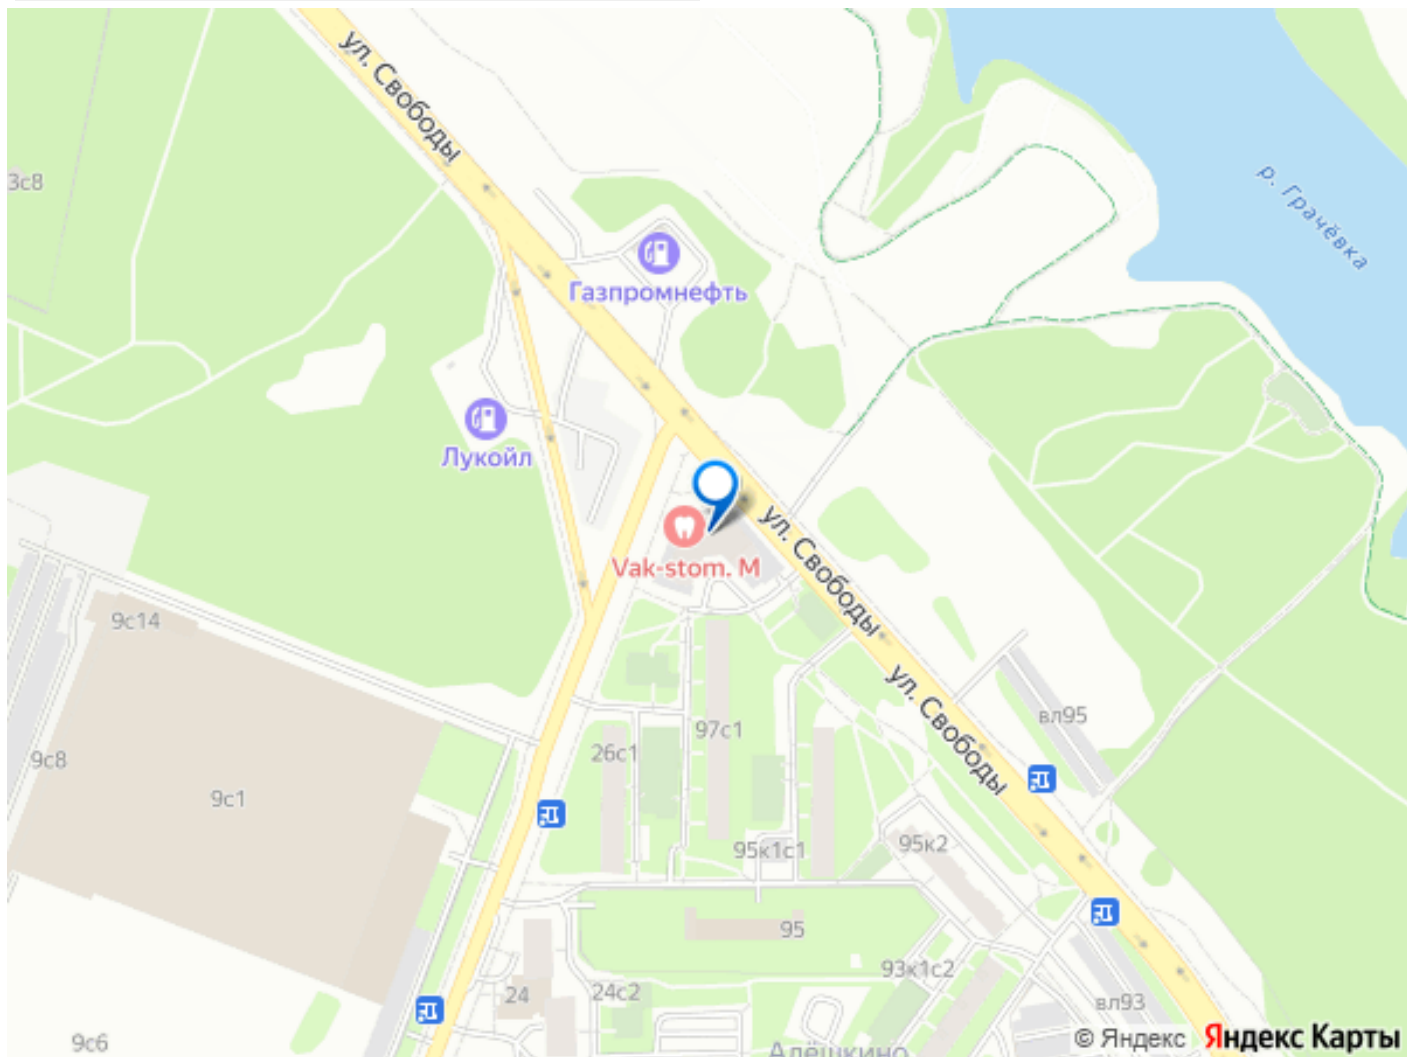 ул. Свободы
3с8
р. Грачёвка
Газпромнефть
Лукойл
Vak-stom. М
ул. Свободы
9с14
ул. Свободы
вл95
97с1
26с1
9с8
9с1
95к1с1
95к2
95
93к1с2
24
24с2
вл93
9с6
Алёшкино
© Яндекс Яндекс Карты